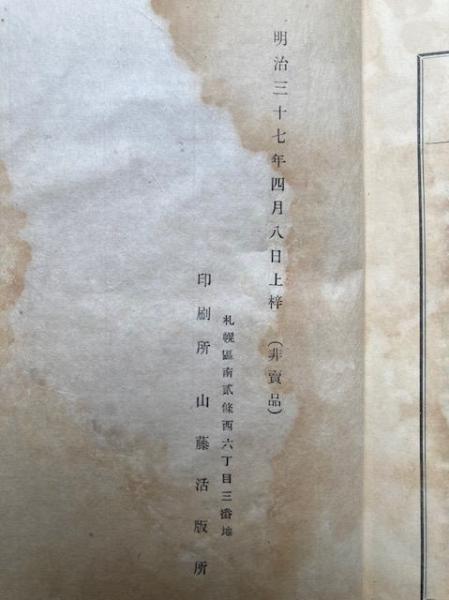 明治三十七年四月八日上梓（非賣品）
札幌區南貳條西六丁目三番地
印刷所 山藤活版所